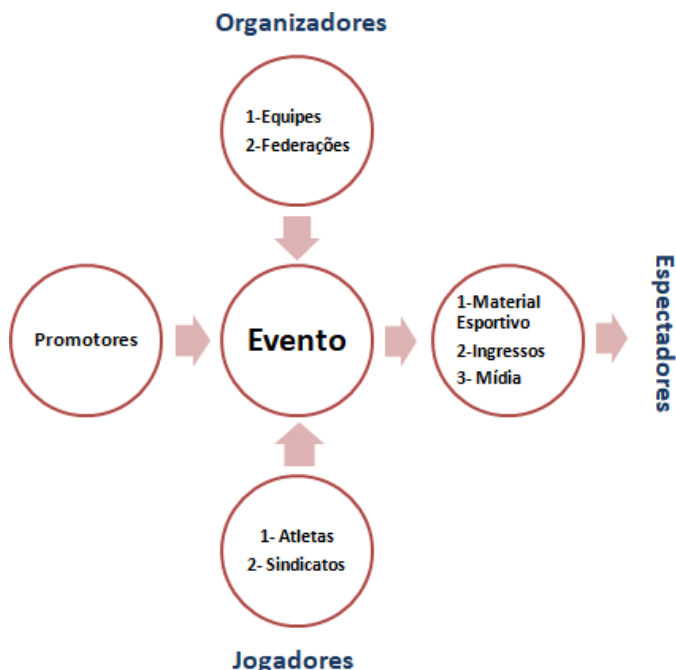 Organizadores
1-Equipes
2-Federações
Promotores
Evento
1-Material
Esportivo
2-Ingressos
3- Mídia
Espectadores
1- Atletas
2- Sindicatos
Jogadores